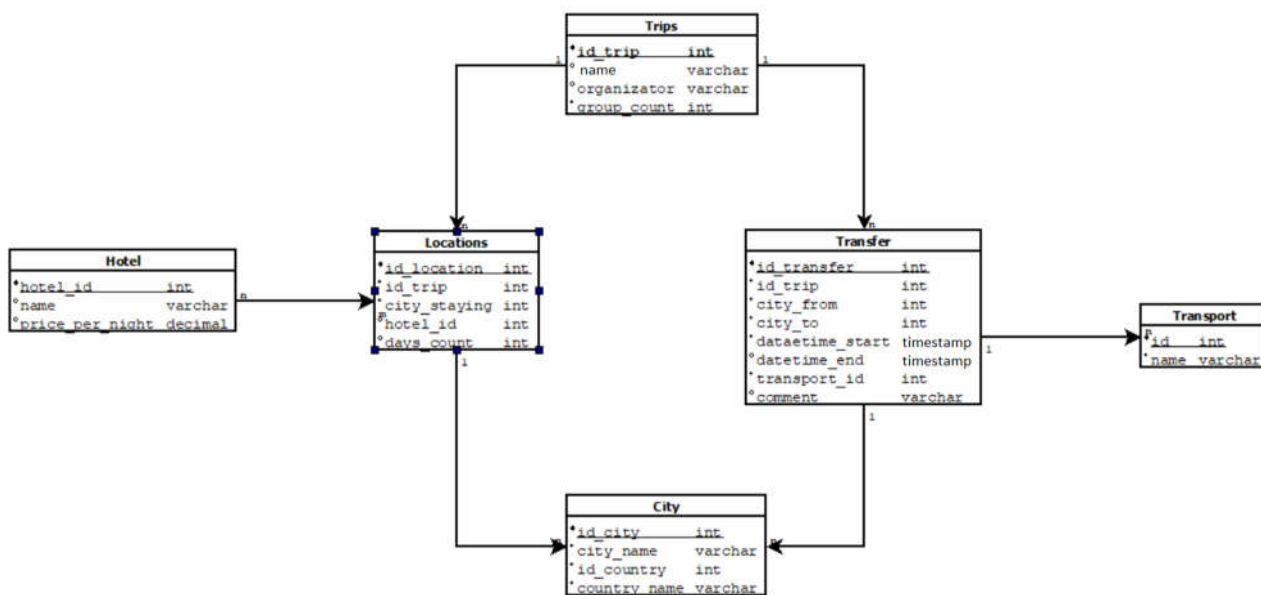 Trips
id_trip int
name varchar
organizator varchar
group_count int
1
1
n
n
Locations
id_location int
id_trip int
city_staying int
hotel_id int
days_count int
Transfer
id_transfer int
id_trip int
city_from int
city_to int
dataetime_start timestamp
datetime_end timestamp
transport_id int
comment varchar
Hotel
hotel_id int
name varchar
price_per_night decimal
n
m
Transport
id int
name varchar
1
n
1
1
City
id_city int
city_name varchar
id_country int
country_name varchar
n
n